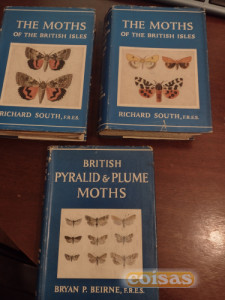 THE MOTHS
OF THE BRITISH ISLES
RICHARD SOUTH, F.R.E.S.
THE MOTHS
OF THE BRITISH ISLES
RICHARD SOUTH, F.R.E.S.
BRITISH
PYRALID & PLUME
MOTHS
BRYAN P. BEIRNE, F.R.E.S.
coisas